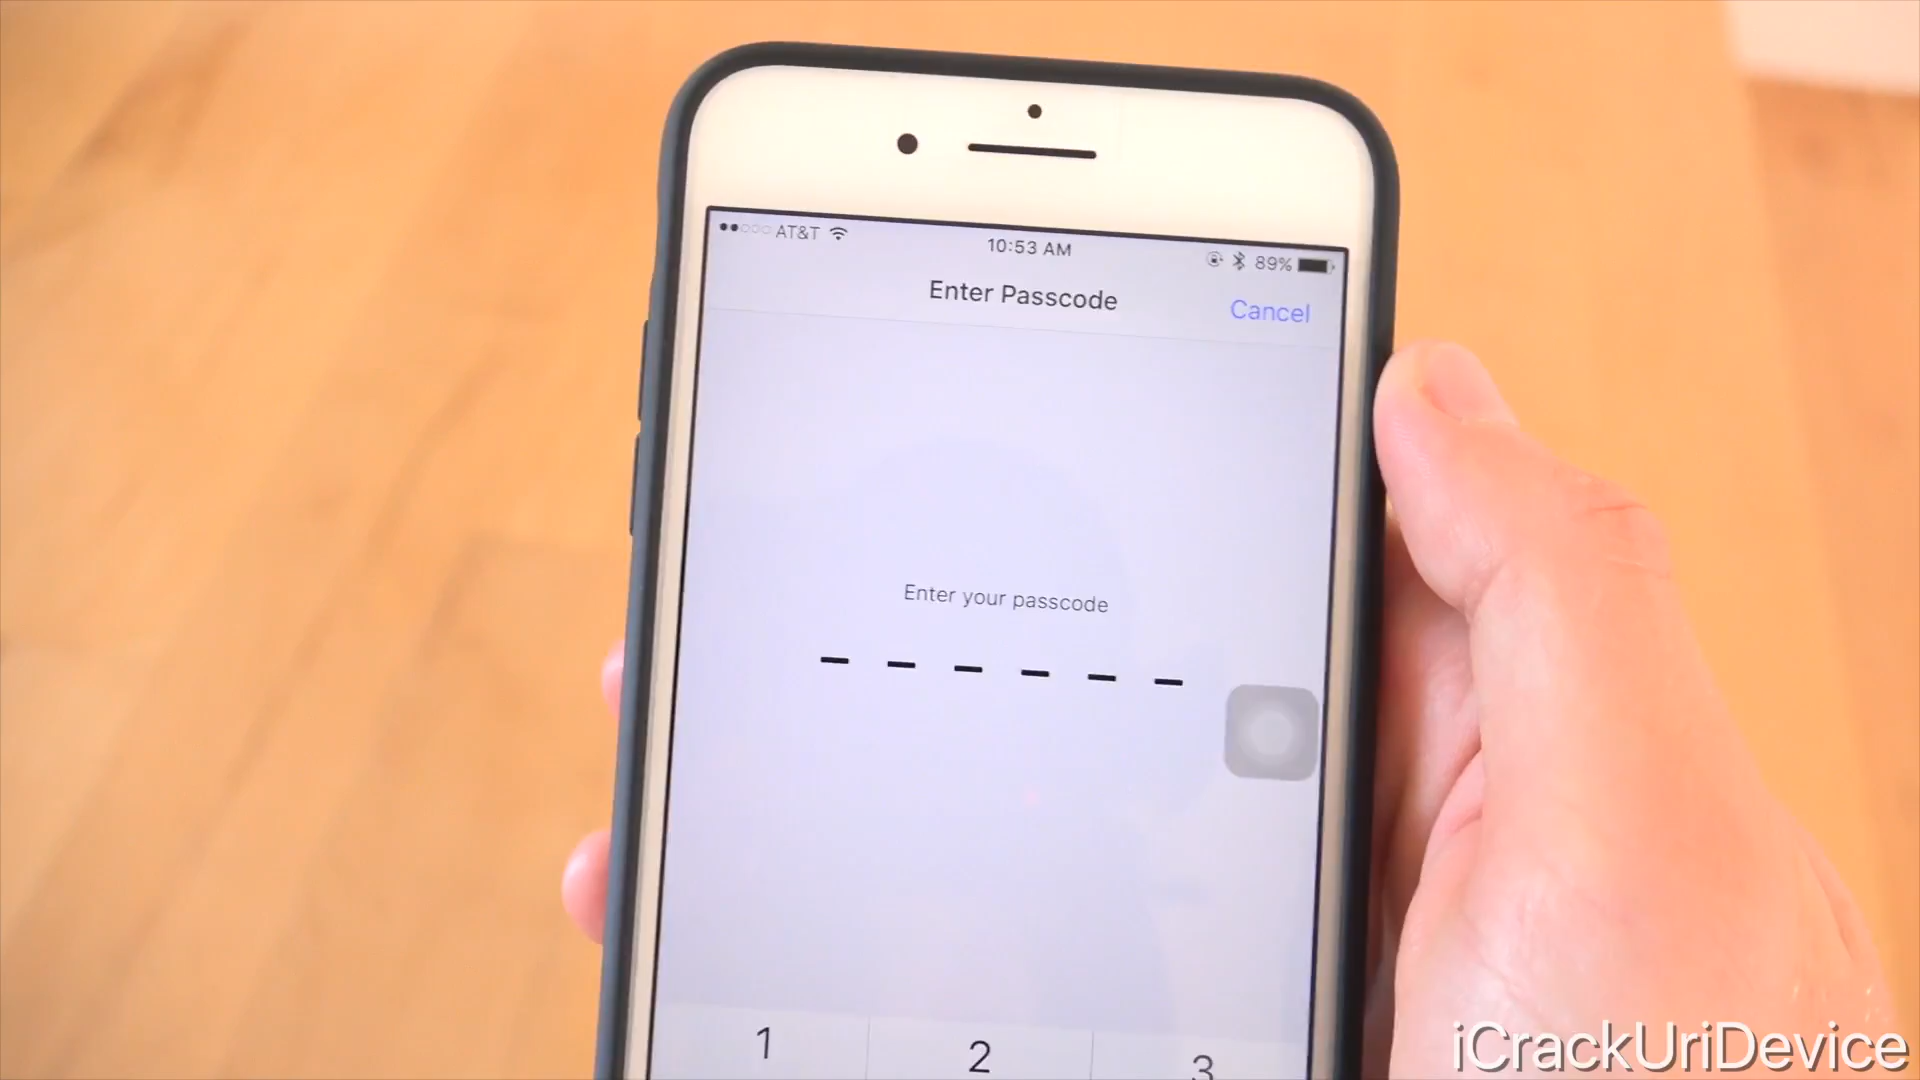 AT&T
10:53 AM
89%
Enter Passcode
Cancel
Enter your passcode
1
2
3
iCrackUriDevice